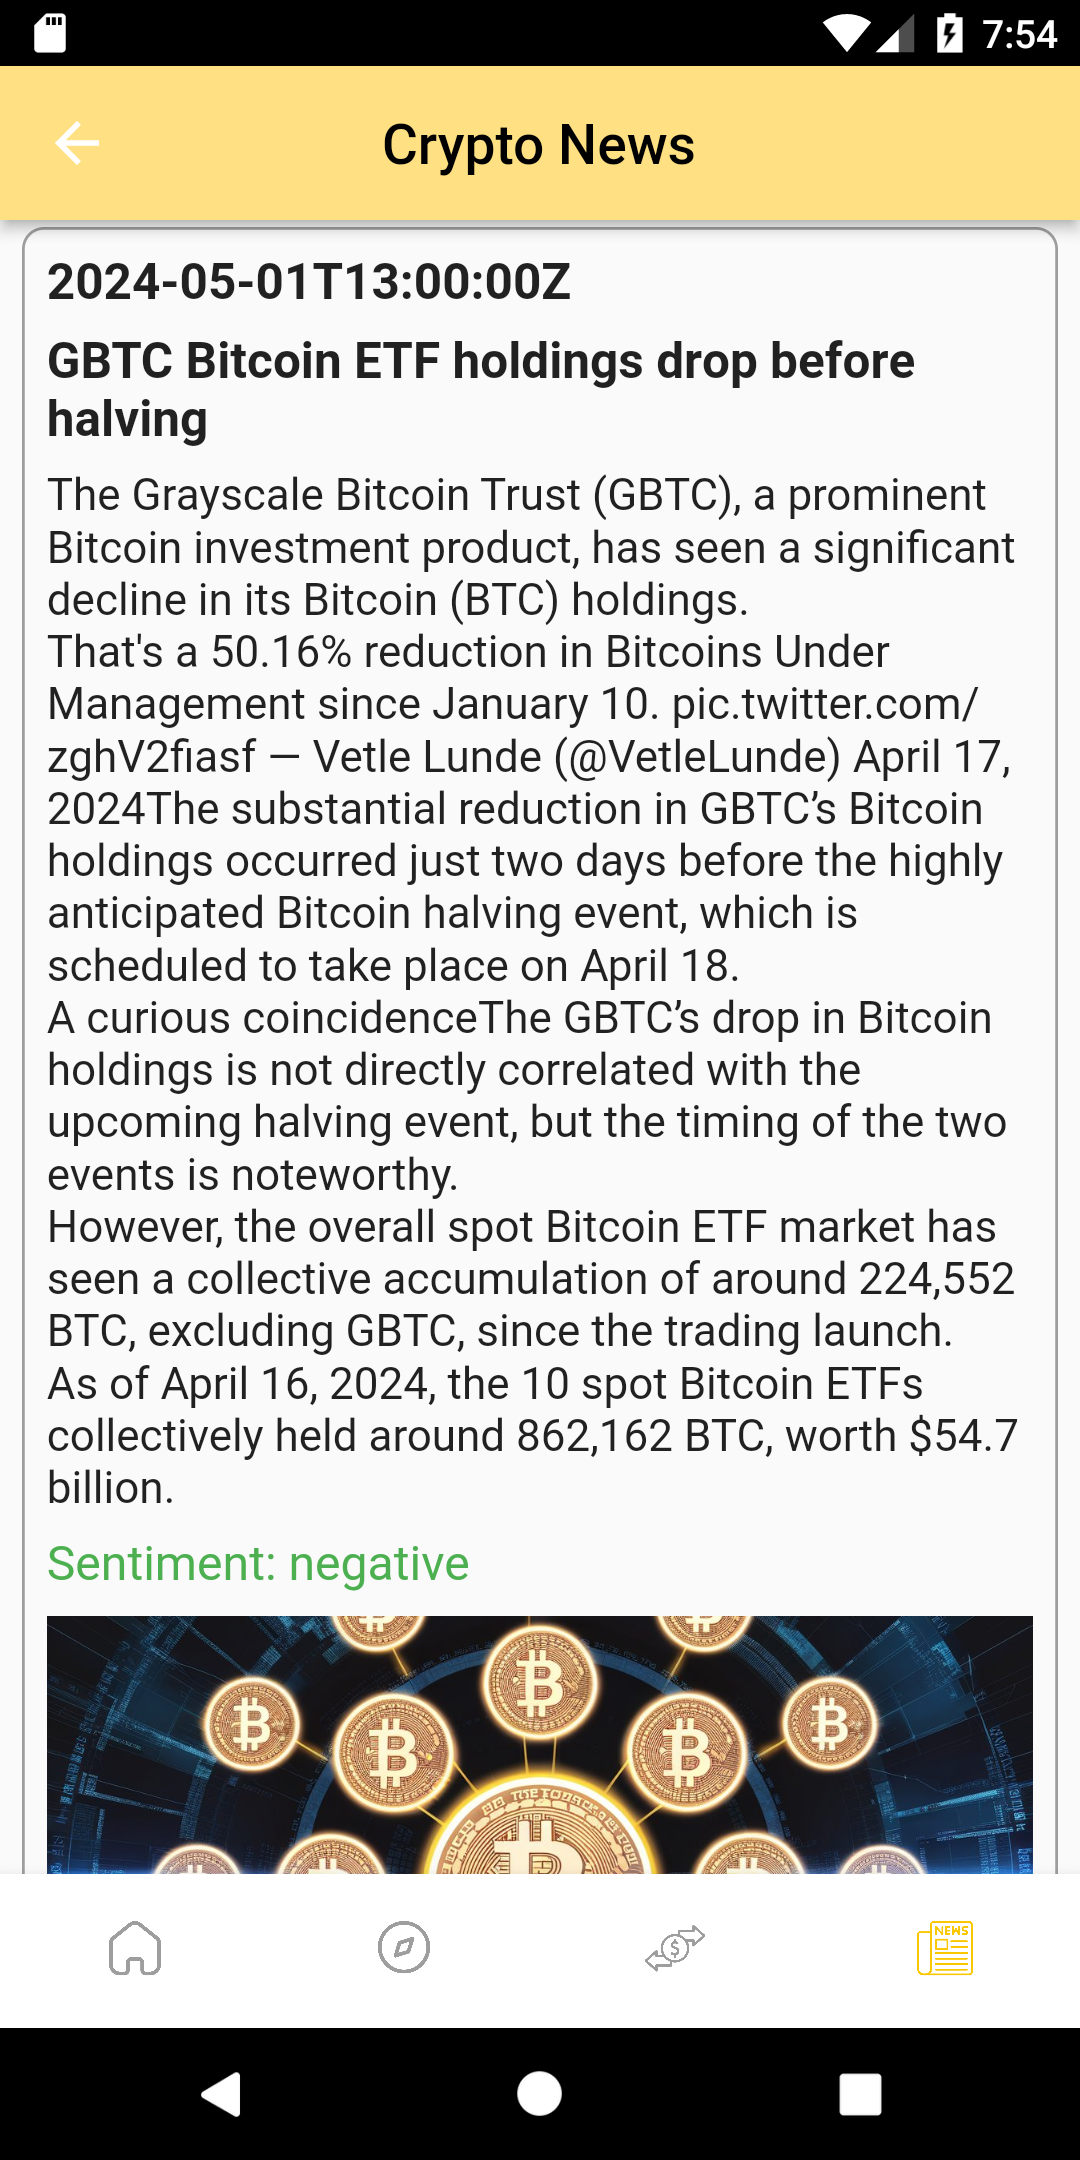 7:54
Crypto News
2024-05-01T13:00:00Z
GBTC Bitcoin ETF holdings drop before
halving
The Grayscale Bitcoin Trust (GBTC), a prominent
Bitcoin investment product, has seen a significant
decline in its Bitcoin (BTC) holdings.
That's a 50.16% reduction in Bitcoins Under
Management since January 10. pic.twitter.com/
zghV2fiasf — Vetle Lunde (@VetleLunde) April 17,
2024The substantial reduction in GBTC’s Bitcoin
holdings occurred just two days before the highly
anticipated Bitcoin halving event, which is
scheduled to take place on April 18.
A curious coincidenceThe GBTC’s drop in Bitcoin
holdings is not directly correlated with the
upcoming halving event, but the timing of the two
events is noteworthy.
However, the overall spot Bitcoin ETF market has
seen a collective accumulation of around 224,552
BTC, excluding GBTC, since the trading launch.
As of April 16, 2024, the 10 spot Bitcoin ETFs
collectively held around 862,162 BTC, worth $54.7
billion.
Sentiment: negative
NEWS